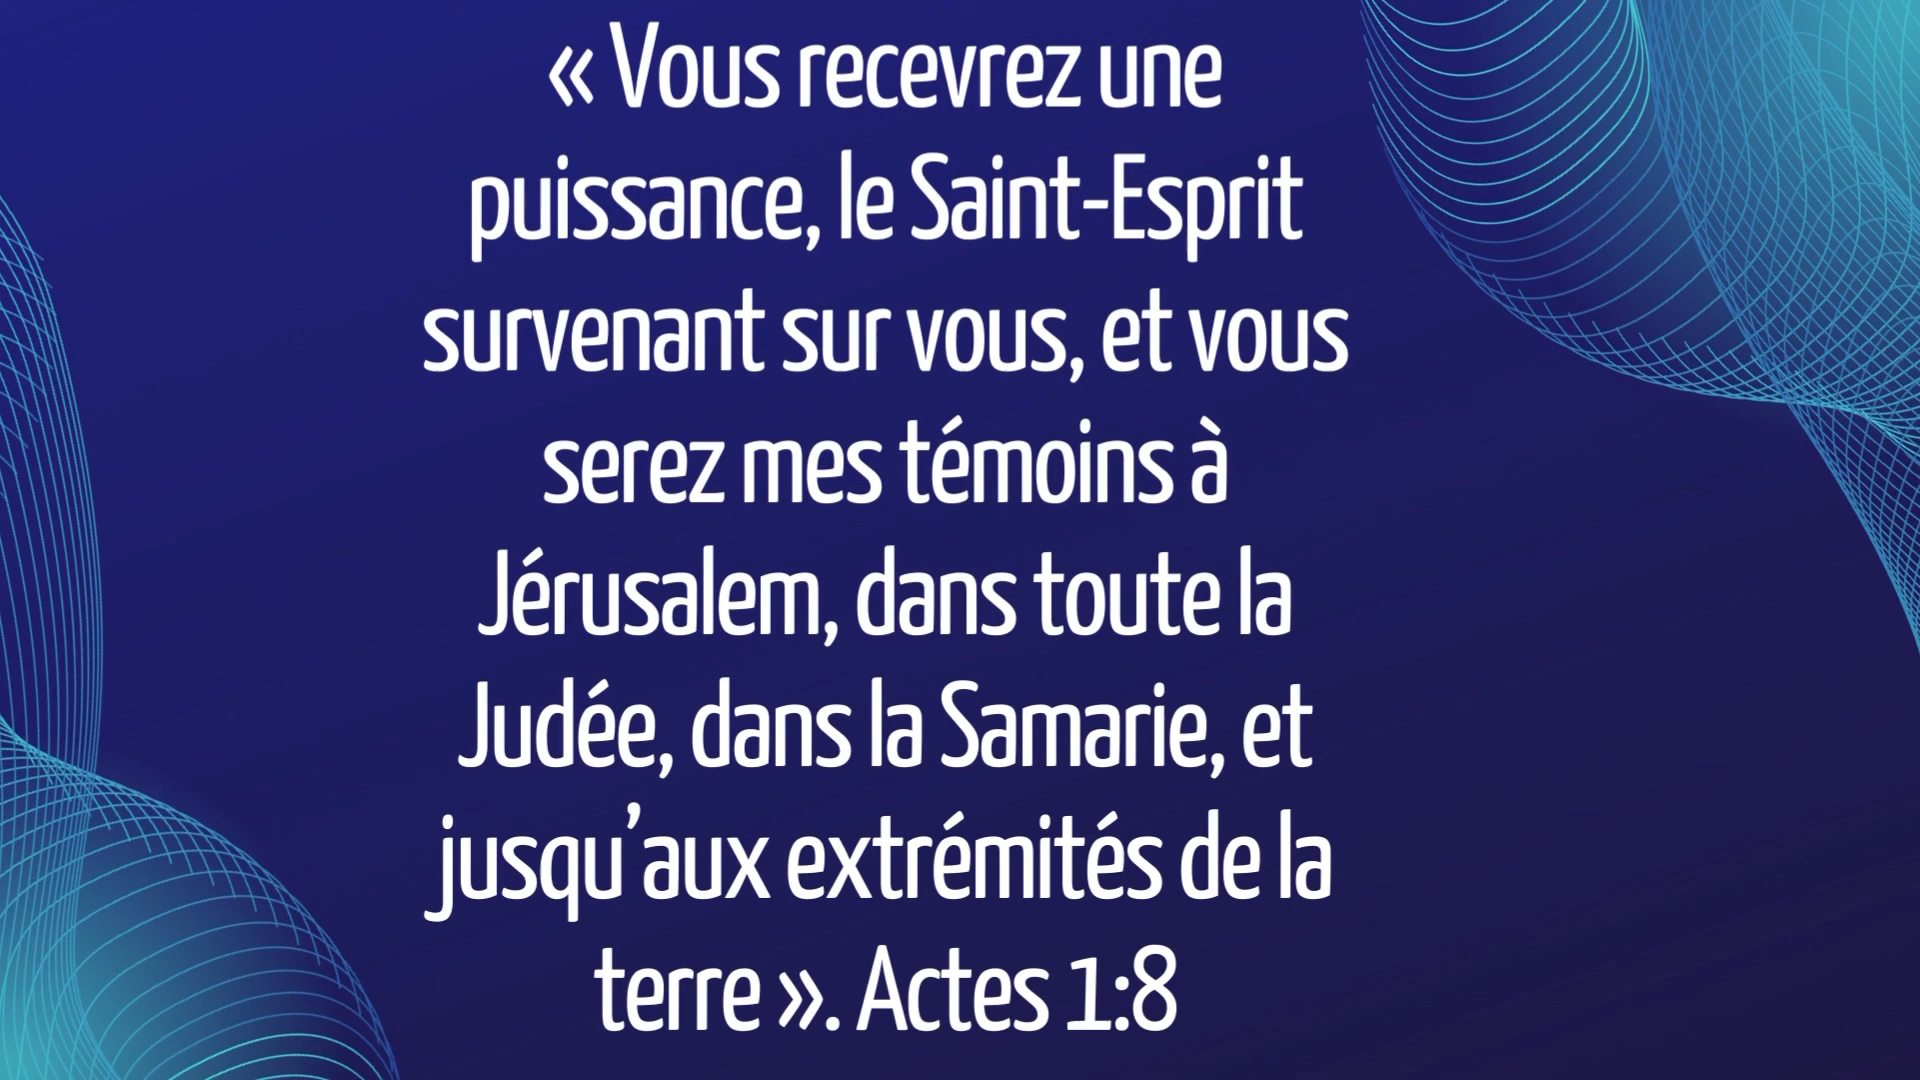 « Vous recevrez une
puissance, le Saint-Esprit
survenant sur vous, et vous
serez mes témoins à
Jérusalem, dans toute la
Judée, dans la Samarie, et
jusqu’aux extrémités de la
terre ». Actes 1:8